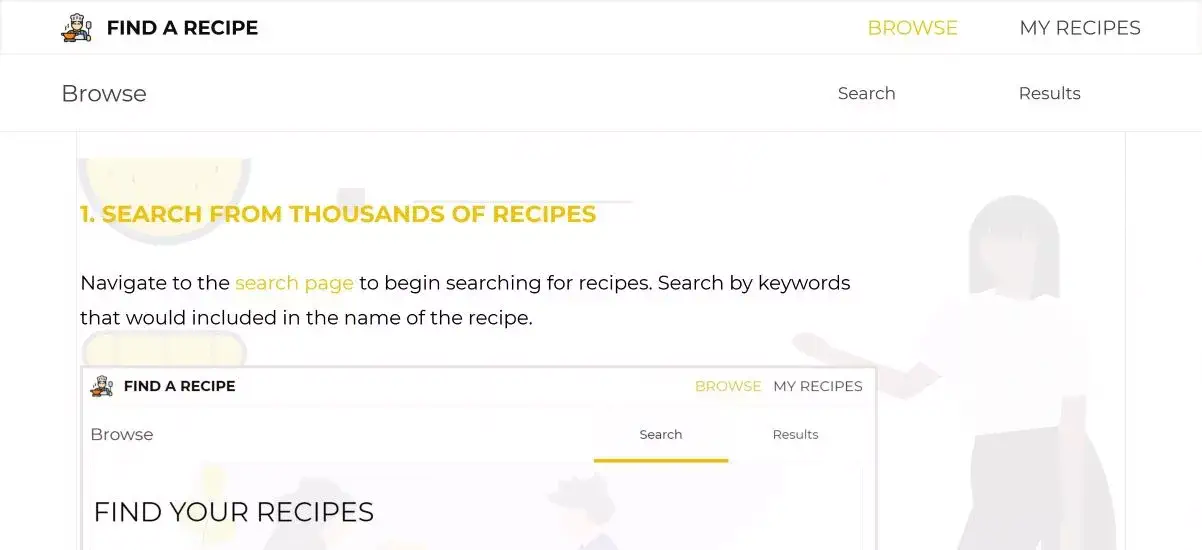 FIND A RECIPE
BROWSE
MY RECIPES
Browse
Search
Results
1. SEARCH FROM THOUSANDS OF RECIPES
Navigate to the search page to begin searching for recipes. Search by keywords
that would included in the name of the recipe.
FIND A RECIPE
BROWSE
MY RECIPES
Browse
Search
Results
FIND YOUR RECIPES